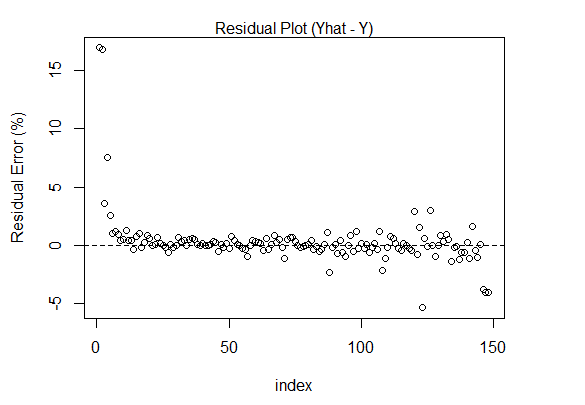 Residual Plot (Yhat - Y)
Residual Error (%)
15
10
5
0
-5
0 50 100 150
index